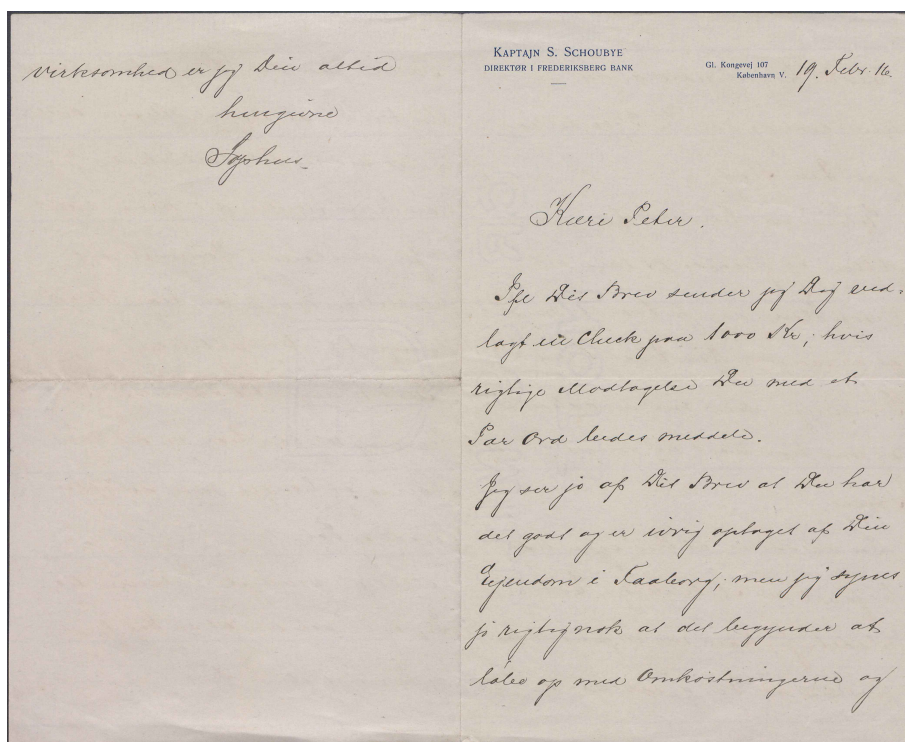 virksomhed er jeg Din altid
hengivne
Sophus.
KAPTAJN S. SCHOUBYE
DIREKTØR I FREDERIKSBERG BANK
Gl. Kongevej 107
København V. 19. Febr. 16.
Kære Peter.
Ifl Dit Brev sender jeg Dig ved-
lagt en Check paa 1000 Kr, hvis
rigtige Modtagelse Du med et
Par Ord bedes meddele.
Jeg ser jo af Dit Brev at Du har
det godt og er ivrig optaget af Din
Ejendom i Faaborg; men jeg synes
jo rigtignok at det begynder at
løbe op med Omkostningerne og